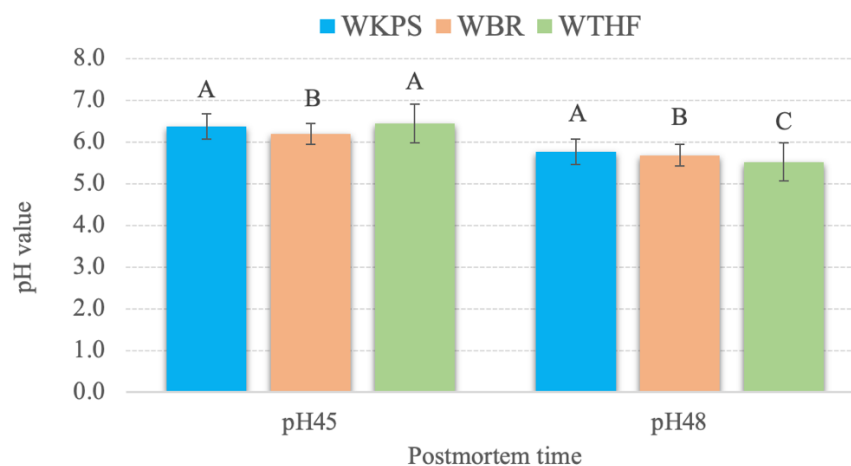 WKPS WBR WTHF
8.0
7.0
6.0
5.0
4.0
3.0
2.0
1.0
0.0
pH value
A B A
A B C
pH45 pH48
Postmortem time